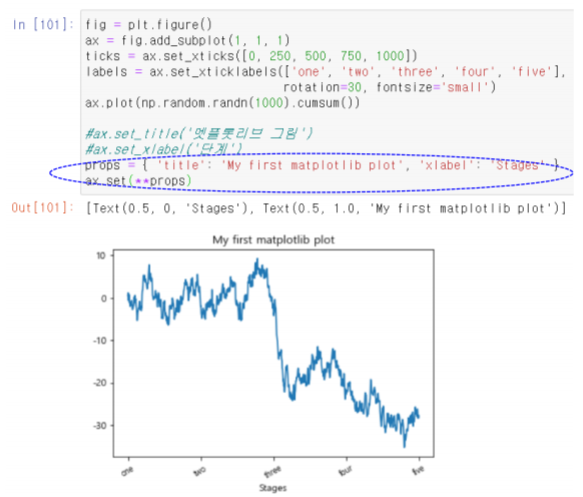 In [101]: fig = plt.figure()
ax = fig.add_subplot(1, 1, 1)
ticks = ax.set_xticks([0, 250, 500, 750, 1000])
labels = ax.set_xticklabels(['one', 'two', 'three', 'four', 'five'],
rotation=30, fontsize='small')
ax.plot(np.random.randn(1000).cumsum())
#ax.set_title('멧플롯리브 그림')
#ax.set_xlabel('단계')
props = { 'title': 'My first matplotlib plot', 'xlabel': 'Stages' }
ax.set(**props)
Out[101]: [Text(0.5, 0, 'Stages'), Text(0.5, 1.0, 'My first matplotlib plot')]
My first matplotlib plot
10
0
-10
-20
-30
one two three four five
Stages